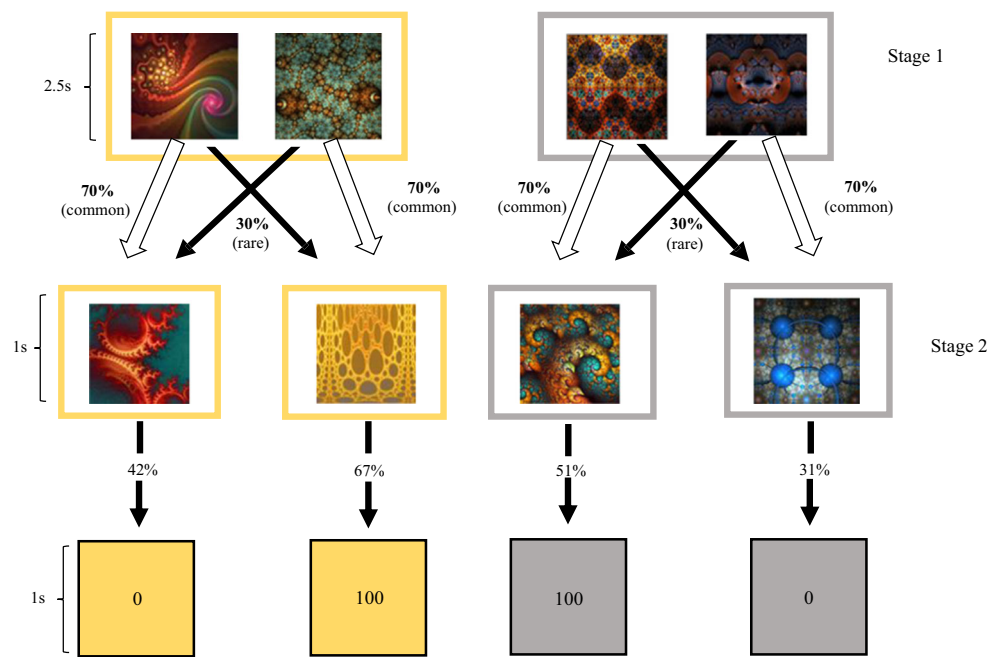 Stage 1
2.5s
70%
(common)
30%
(rare)
70%
(common)
70%
(common)
30%
(rare)
70%
(common)
1s
Stage 2
42%
67%
51%
31%
1s
0
100
100
0